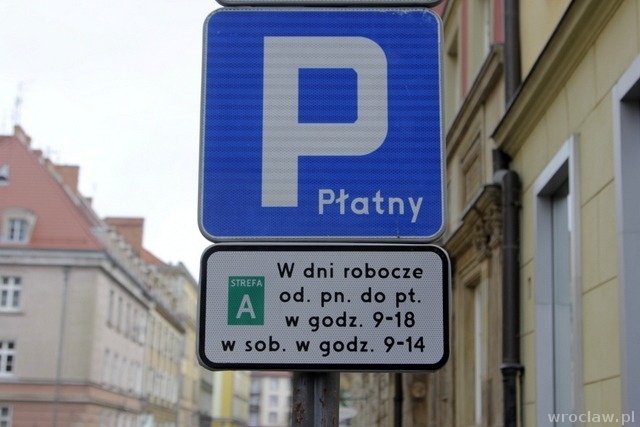 P
Płatny
STREFA
A
W dni robocze
od. pn. do pt.
w godz. 9-18
w sob. w godz. 9-14
wroclaw.pl